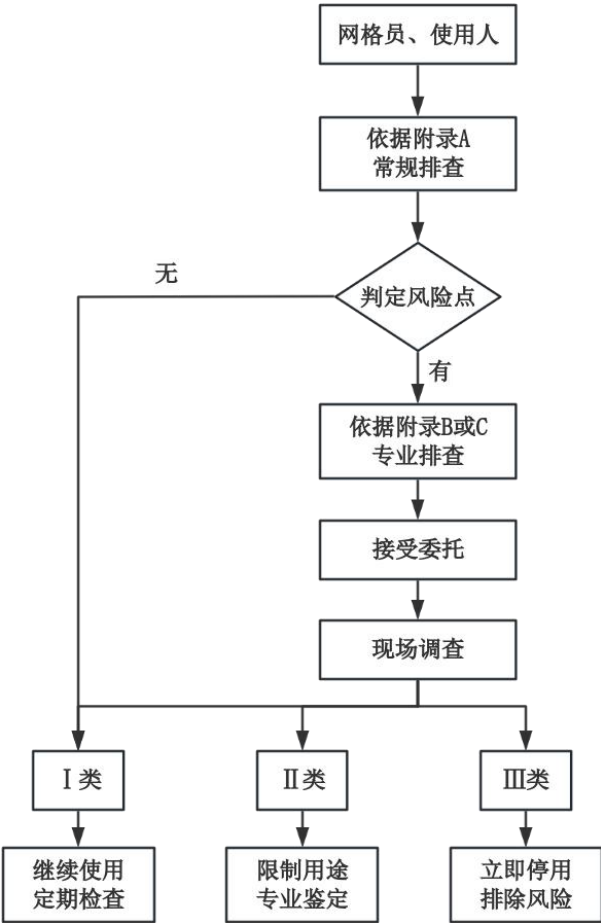 网格员、使用人
依据附录A
常规排查
无
判定风险点
有
依据附录B或C
专业排查
接受委托
现场调查
Ⅰ类
Ⅱ类
Ⅲ类
继续使用
定期检查
限制用途
专业鉴定
立即停用
排除风险